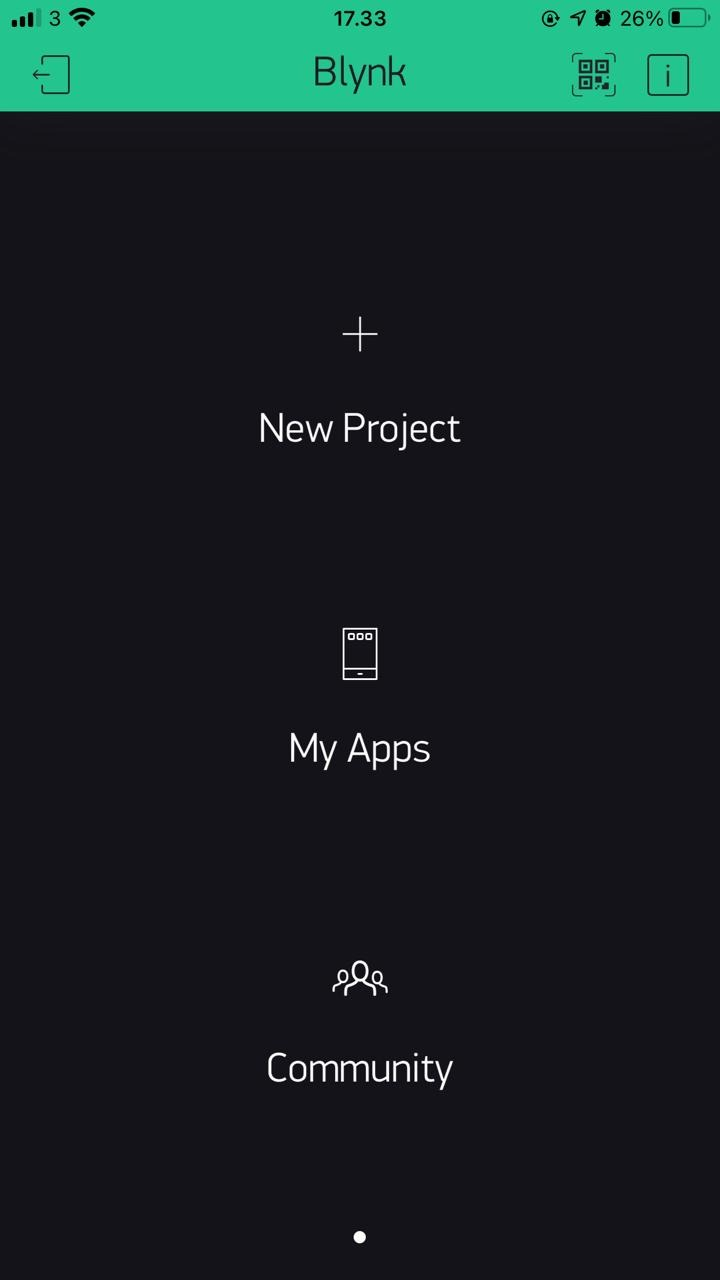 3 17.33 26%
Blynk
New Project
My Apps
Community